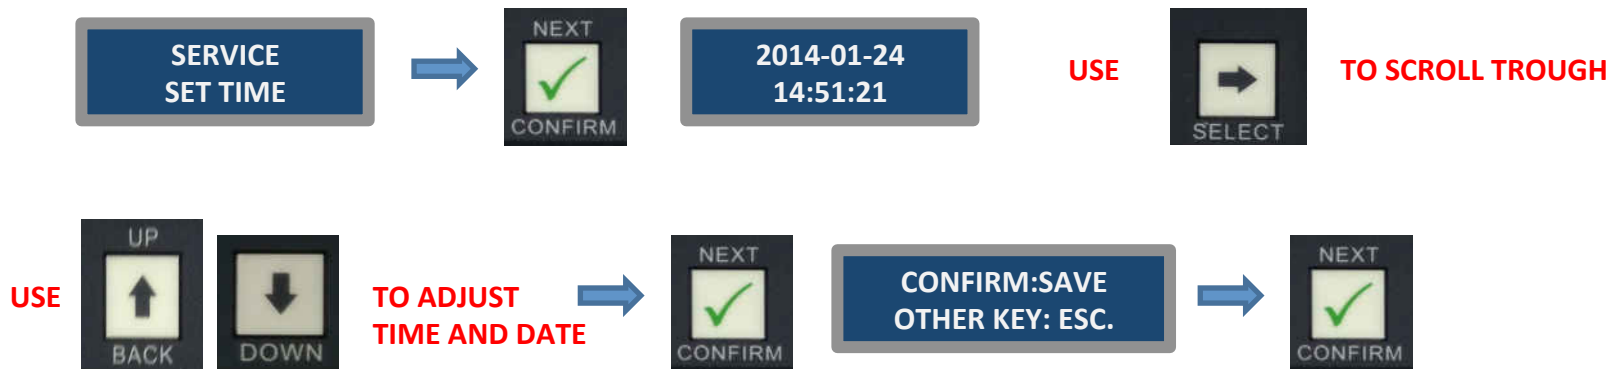 SERVICE
SET TIME
NEXT
CONFIRM
2014-01-24
14:51:21
USE
SELECT
TO SCROLL TROUGH
USE
UP
BACK
DOWN
TO ADJUST
TIME AND DATE
NEXT
CONFIRM
CONFIRM:SAVE
OTHER KEY: ESC.
NEXT
CONFIRM